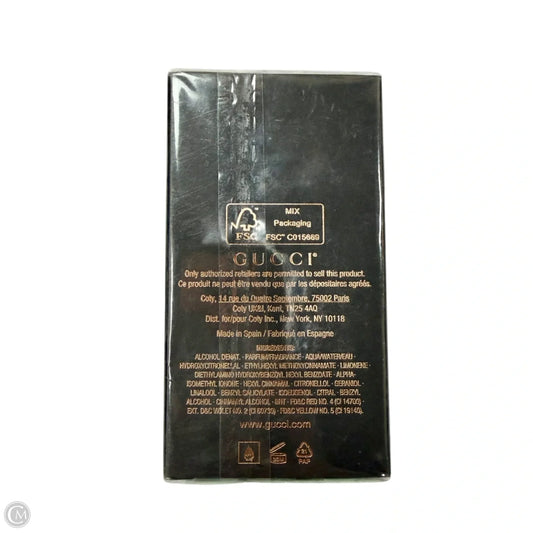 MIX
Packaging
FSC™ C015669
FSC
GUCCI®
Only authorized retailers are permitted to sell this product.
Ce produit ne peut être vendu que par les dépositaires agréés.
Coty, 14 rue du Quatre Septembre, 75002 Paris
Coty UK&I, Kent, TN25 4AQ
Dist. for/pour Coty Inc., New York, NY 10118
Made in Spain / Fabriqué en Espagne
INGREDIENTS:
ALCOHOL DENAT. - PARFUM/FRAGRANCE - AQUA/WATER/EAU -
HYDROXYCITRONELLAL - ETHYLHEXYL METHOXYCINNAMATE - LIMONENE -
DIETHYLAMINO HYDROXYBENZOYL HEXYL BENZOATE - ALPHA-
ISOMETHYL IONONE - HEXYL CINNAMAL - CITRONELLOL - GERANIOL -
LINALOOL - BENZYL SALICYLATE - ISOEUGENOL - CITRAL - BENZYL
ALCOHOL - CINNAMYL ALCOHOL - BHT - FD&C RED NO. 4 (CI 14700) -
EXT. D&C VIOLET NO. 2 (CI 60730) - FD&C YELLOW NO. 5 (CI 19140).
www.gucci.com
PAP
CM